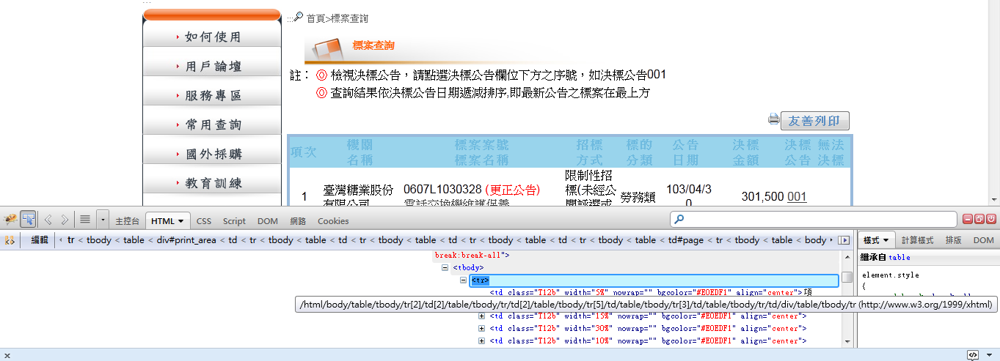 :::
:::首頁>標案查詢
如何使用
用戶論壇
服務專區
常用查詢
國外採購
教育訓練
標案查詢
註：◎ 檢視決標公告，請點選決標公告欄位下方之序號，如決標公告001
◎ 查詢結果依決標公告日期遞減排序,即最新公告之標案在最上方
友善列印
項次 機關 標案案號 招標 標的 公告 決標 決標 無法
名稱 標案名稱 方式 分類 日期 金額 公告 決標
限制性招
1 臺灣糖業股份 0607L1030328 (更正公告) 標(未經公 勞務類 103/04/3 301,500 001
有限公司 電話交換機維護保養 開評選或 0
主控台 HTML CSS Script DOM 網路 Cookies
編輯 tr < tbody < table < div#print_area < td < tr < tbody < table < td < tr < tbody < table < td < tr < tbody < table < td < tr < tbody < table < td#page < tr < tbody < table < body
樣式 計算樣式 排版 DOM
繼承自 table
element.style
{
break:break-all">
<tbody>
<tr>
<td class="T12b" width="5%" nowrap="" bgcolor="#E0EDF1" align="center">項
/html/body/table/tbody/tr[2]/td[2]/table/tbody/tr/td[2]/table/tbody/tr[5]/td/table/tbody/tr[3]/td/table/tbody/tr/td/div/table/tbody/tr (http://www.w3.org/1999/xhtml)
<td class="T12b" width="15%" nowrap="" bgcolor="#E0EDF1" align="center">
<td class="T12b" width="30%" nowrap="" bgcolor="#E0EDF1" align="center">
<td class="T12b" width="10%" nowrap="" bgcolor="#E0EDF1" align="center">